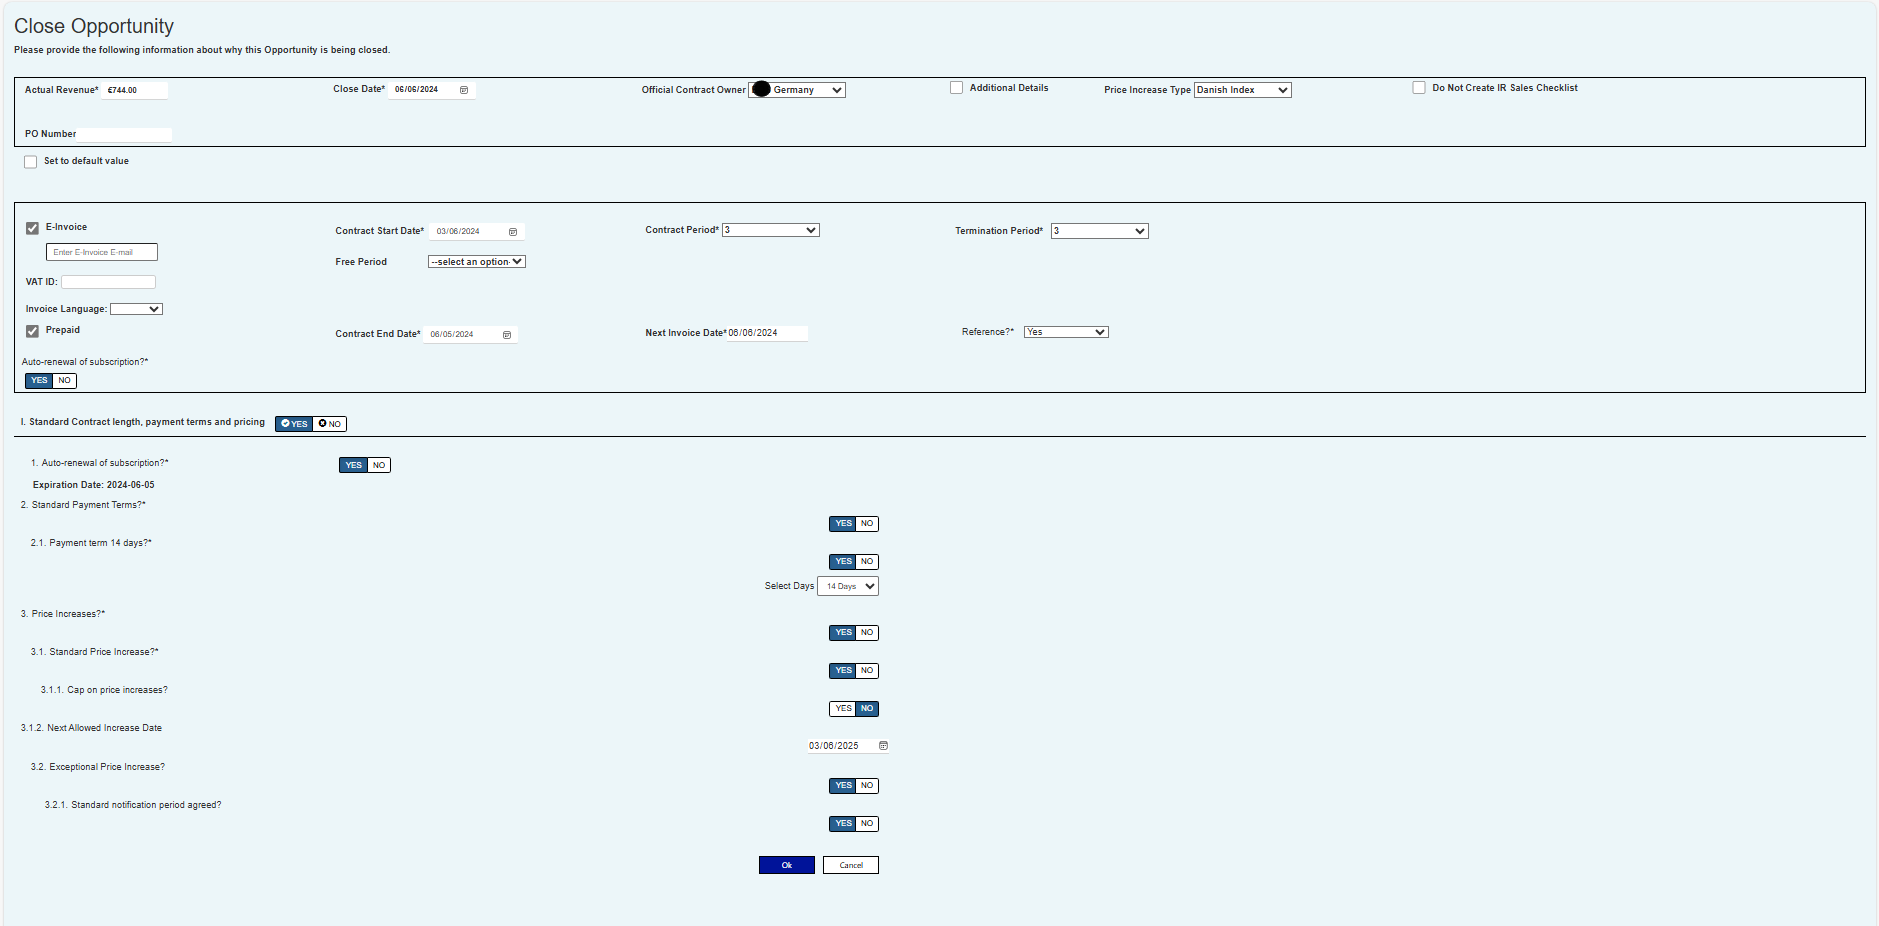 Close Opportunity
Please provide the following information about why this Opportunity is being closed.
Actual Revenue* €744.00 Close Date* 06/06/2024 Official Contract Owner Germany Additional Details Price Increase Type Danish Index Do Not Create IR Sales Checklist
PO Number
Set to default value
E-Invoice Contract Start Date* 03/06/2024 Contract Period* 3 Termination Period* 3
Enter E-Invoice E-mail
Free Period --select an option-
VAT ID:
Invoice Language:
Prepaid Contract End Date* 06/05/2024 Next Invoice Date* 06/06/2024 Reference?* Yes
Auto-renewal of subscription?*
YES NO
I. Standard Contract length, payment terms and pricing YES NO
1. Auto-renewal of subscription?* YES NO
Expiration Date: 2024-06-05
2. Standard Payment Terms?*
YES NO
2.1. Payment term 14 days?*
YES NO
Select Days 14 Days
3. Price Increases?*
YES NO
3.1. Standard Price Increase?*
YES NO
3.1.1. Cap on price increases?
YES NO
3.1.2. Next Allowed Increase Date
03/06/2025
3.2. Exceptional Price Increase?
YES NO
3.2.1. Standard notification period agreed?
YES NO
Ok Cancel